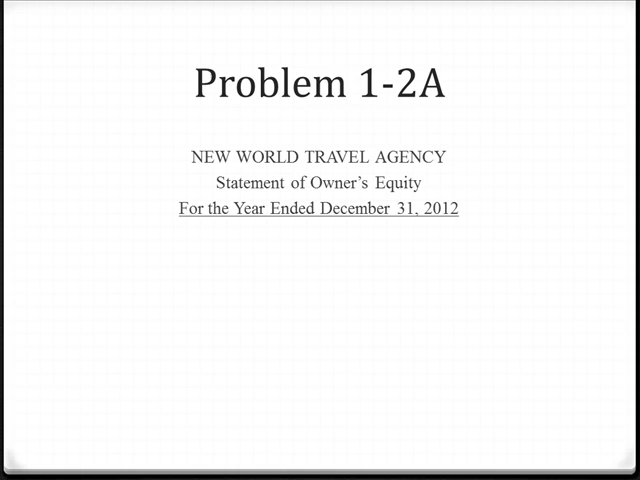 Problem 1-2A
NEW WORLD TRAVEL AGENCY
Statement of Owner’s Equity
For the Year Ended December 31, 2012